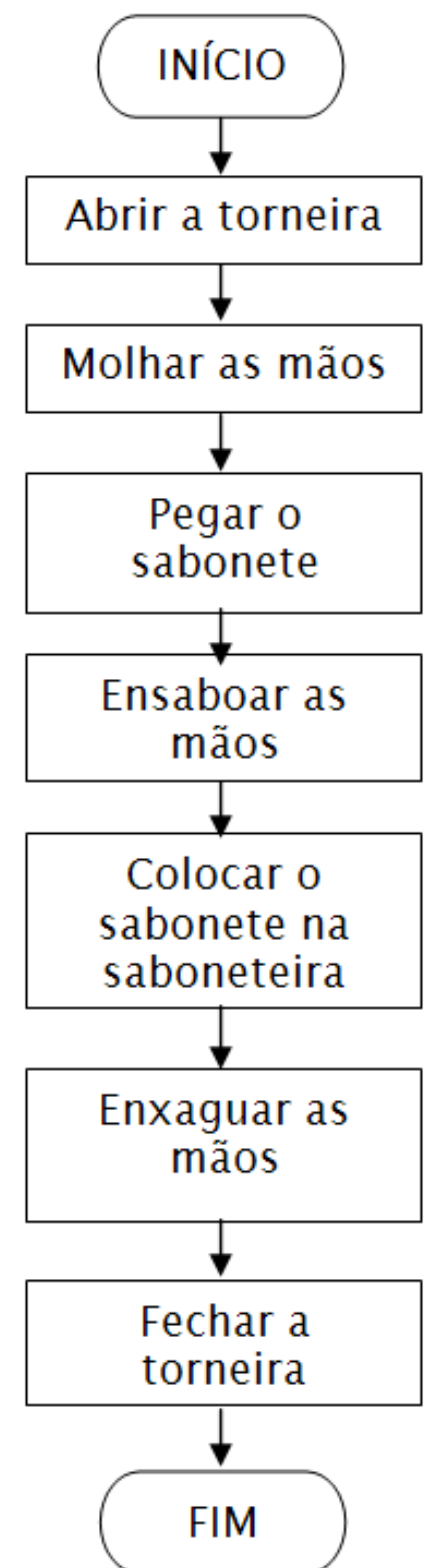 INÍCIO
Abrir a torneira
Molhar as mãos
Pegar o
sabonete
Ensaboar as
mãos
Colocar o
sabonete na
saboneteira
Enxaguar as
mãos
Fechar a
torneira
FIM